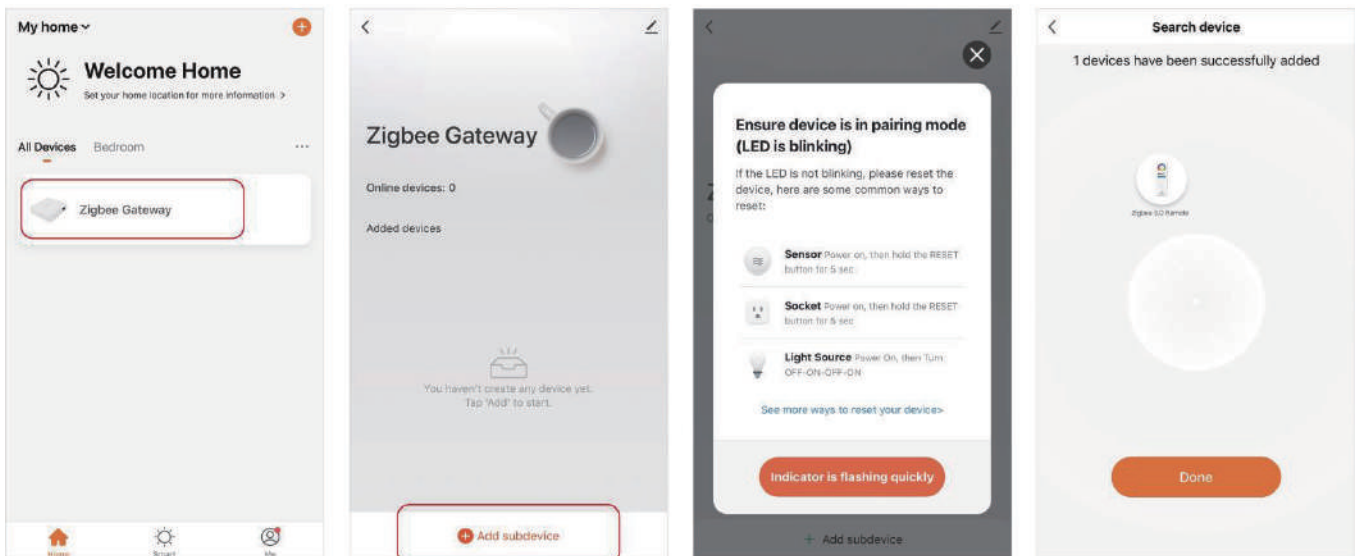 My home
Welcome Home
Set your home location for more information >
All Devices Bedroom ...
Zigbee Gateway
Home Smart Me
Zigbee Gateway
Online devices: 0
Added devices
You haven't create any device yet.
Tap 'Add' to start.
Add subdevice
Ensure device is in pairing mode
(LED is blinking)
If the LED is not blinking, please reset the
device, here are some common ways to
reset:
Sensor Power on, then hold the RESET
button for 5 sec
Socket Power on, then hold the RESET
button for 5 sec
Light Source Power On, then Turn
OFF-ON-OFF-ON
See more ways to reset your device>
Indicator is flashing quickly
+ Add subdevice
Search device
1 devices have been successfully added
Zigbee 3.0 Remote
Done